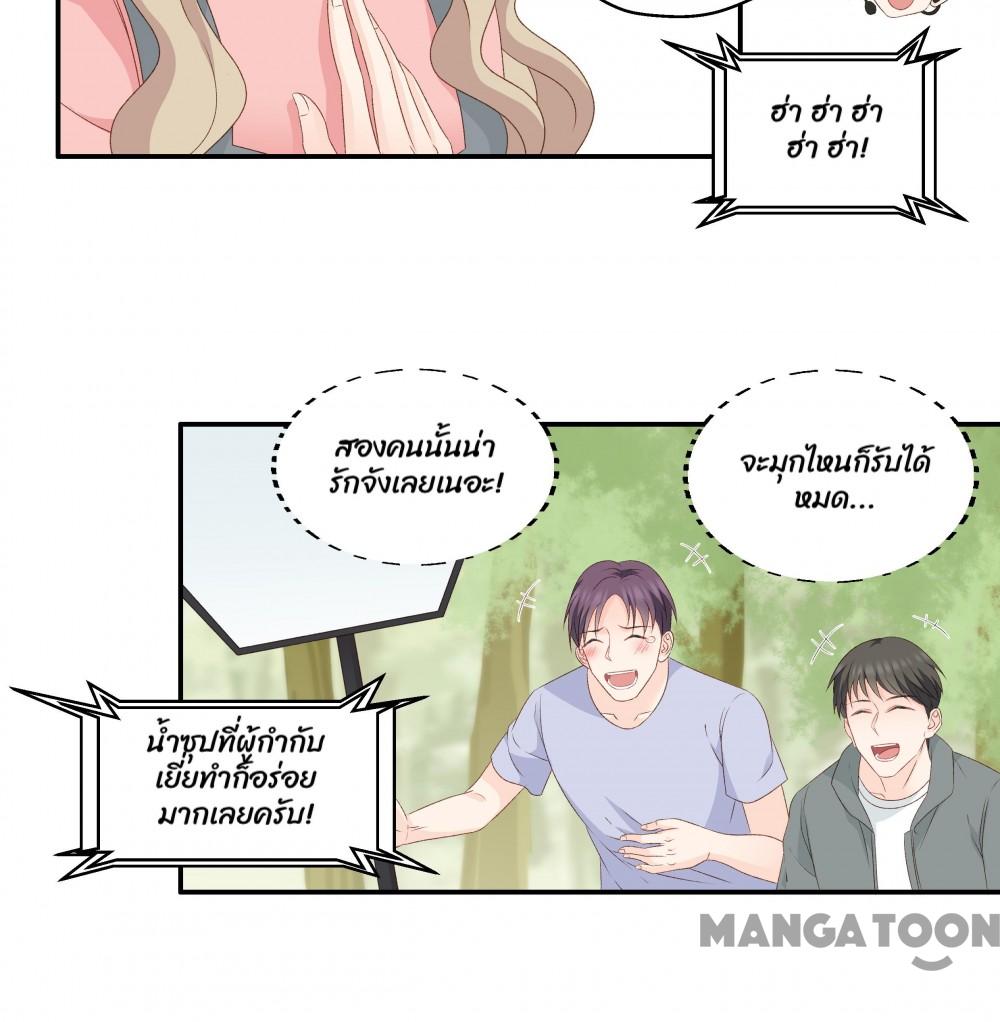 ฮ่า ฮ่า ฮ่า
ฮ่า ฮ่า!
สองคนนั้นน่า
รักจังเลยเนอะ!
จะมุกไหนก็รับได้
หมด...
น้ำซุปที่ผู้กำกับ
เยี่ยทำก็อร่อย
มากเลยครับ!
MANGATOON